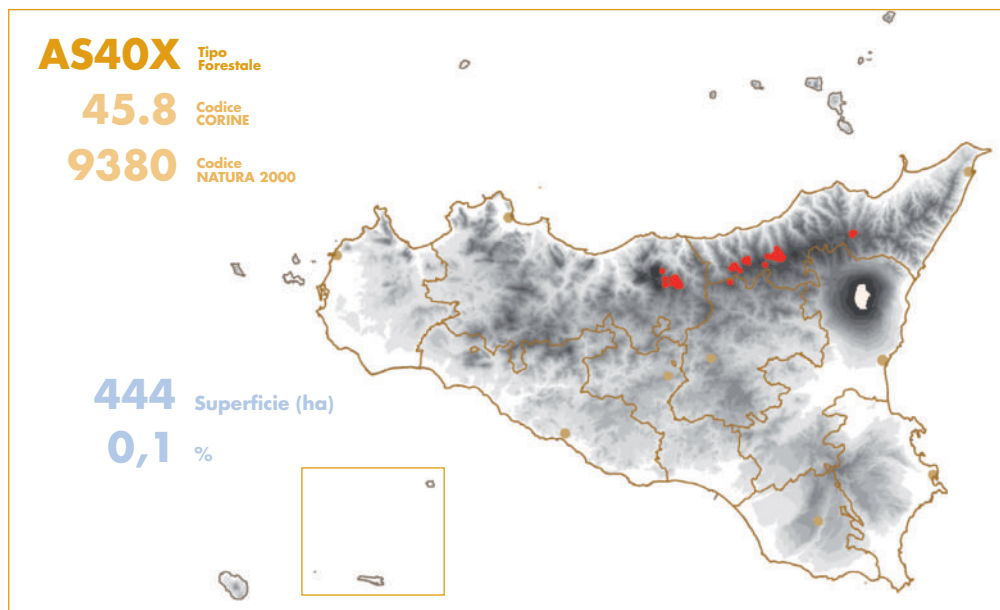 AS40X Tipo
Forestale
45.8 Codice
CORINE
9380 Codice
NATURA 2000
444 Superficie (ha)
0,1 %